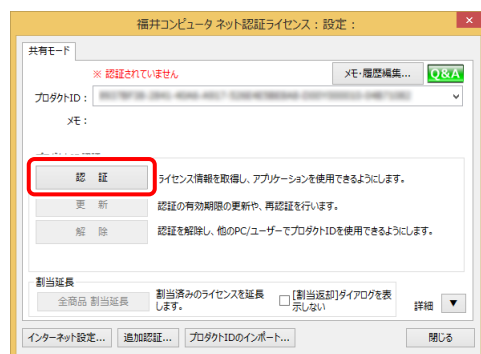 福井コンピュータ ネット認証ライセンス : 設定 :
×
共有モード
※ 認証されていません
メモ・履歴編集...
Q&A
プロダクトID :
メモ :
認 証
ライセンス情報を取得し、アプリケーションを使用できるようにします。
更 新
認証の有効期限の更新や、再認証を行います。
解 除
認証を解除し、他のPC/ユーザーでプロダクトIDを使用できるようにします。
割当延長
全商品 割当延長
割当済みのライセンスを延長
します。
[割当返却]ダイアログを表
示しない
詳細 ▼
インターネット設定...
追加認証...
プロダクトIDのインポート...
閉じる